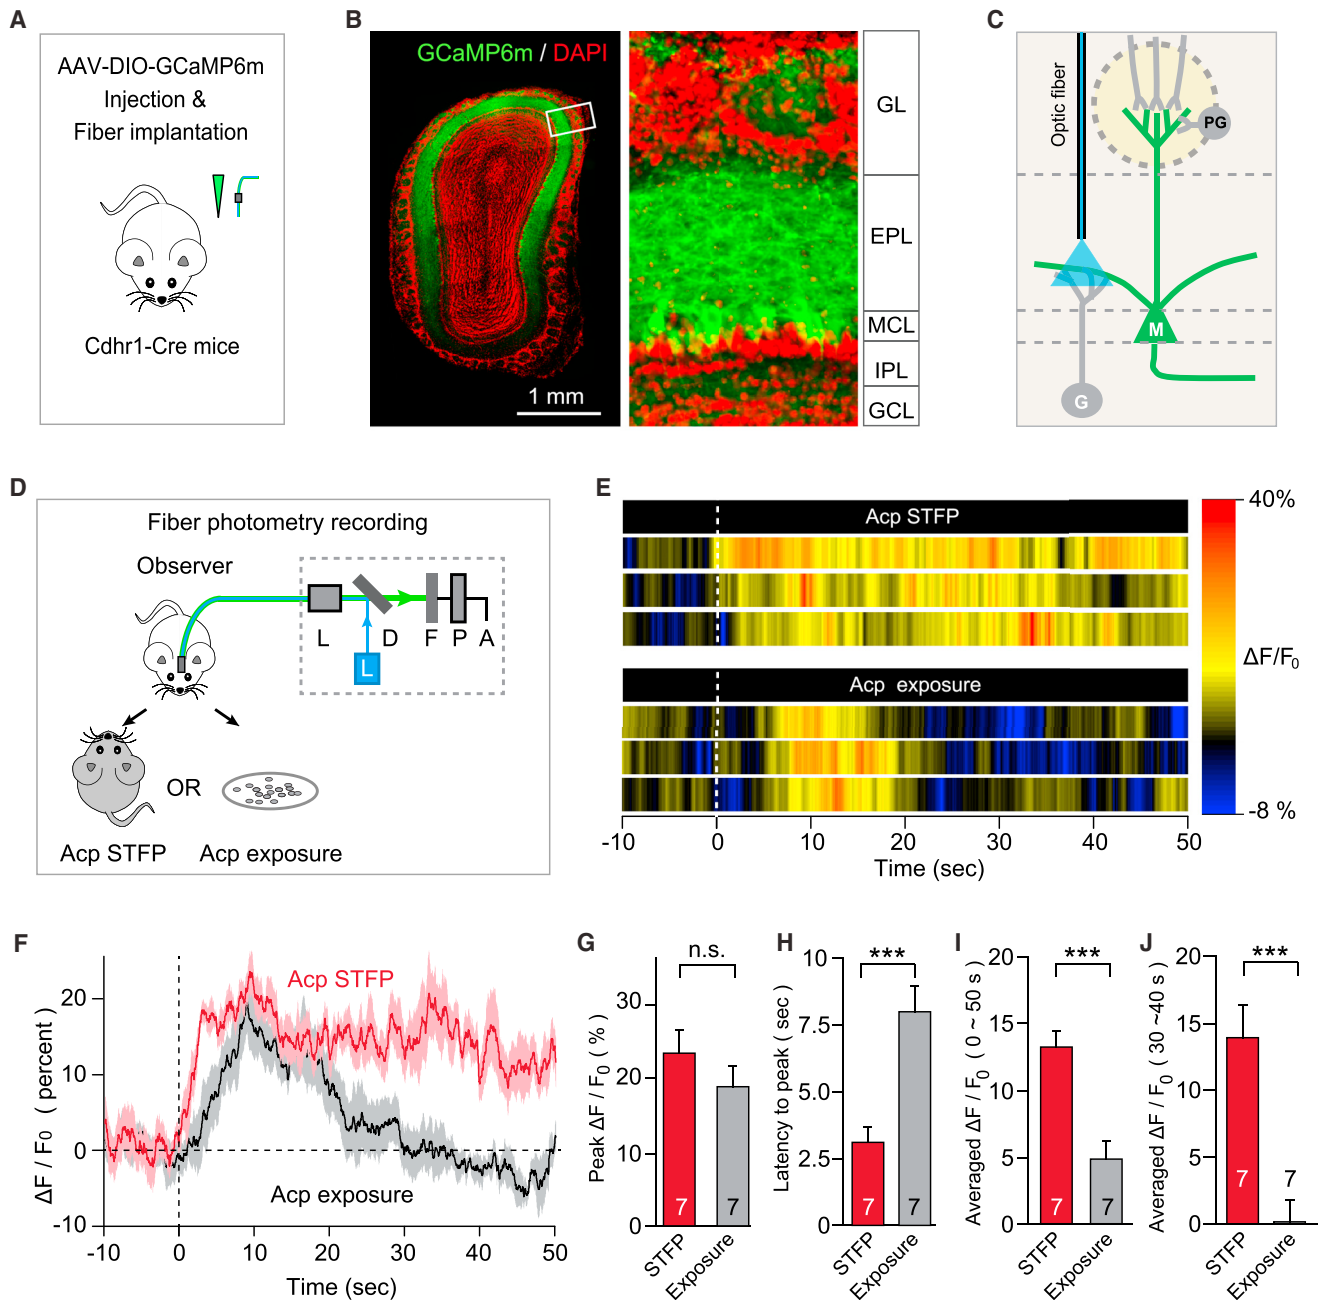 A
AAV-DIO-GCaMP6m
Injection &
Fiber implantation
Cdhr1-Cre mice
B
GCaMP6m / DAPI
1 mm
GL
EPL
MCL
IPL
GCL
C
Optic fiber
PG
M
G
D
Fiber photometry recording
Observer
L
D
F
P
A
L
OR
Acp STFP
Acp exposure
E
Acp STFP
Acp exposure
-10
0
10
20
30
40
50
Time (sec)
40%
ΔF/F0
-8 %
F
Acp STFP
Acp exposure
ΔF / F0 ( percent )
20
10
0
-10
-10
0
10
20
30
40
50
Time (sec)
G
n.s.
Peak ΔF / F0 ( % )
30
20
10
0
7
7
STFP
Exposure
H
***
Latency to peak ( sec )
10
7.5
5.0
2.5
0
7
7
STFP
Exposure
I
***
Averaged ΔF / F0 ( 0 ~ 50 s )
20
15
10
5
0
7
7
STFP
Exposure
J
***
Averaged ΔF / F0 ( 30 ~40 s )
20
15
10
5
0
7
7
STFP
Exposure